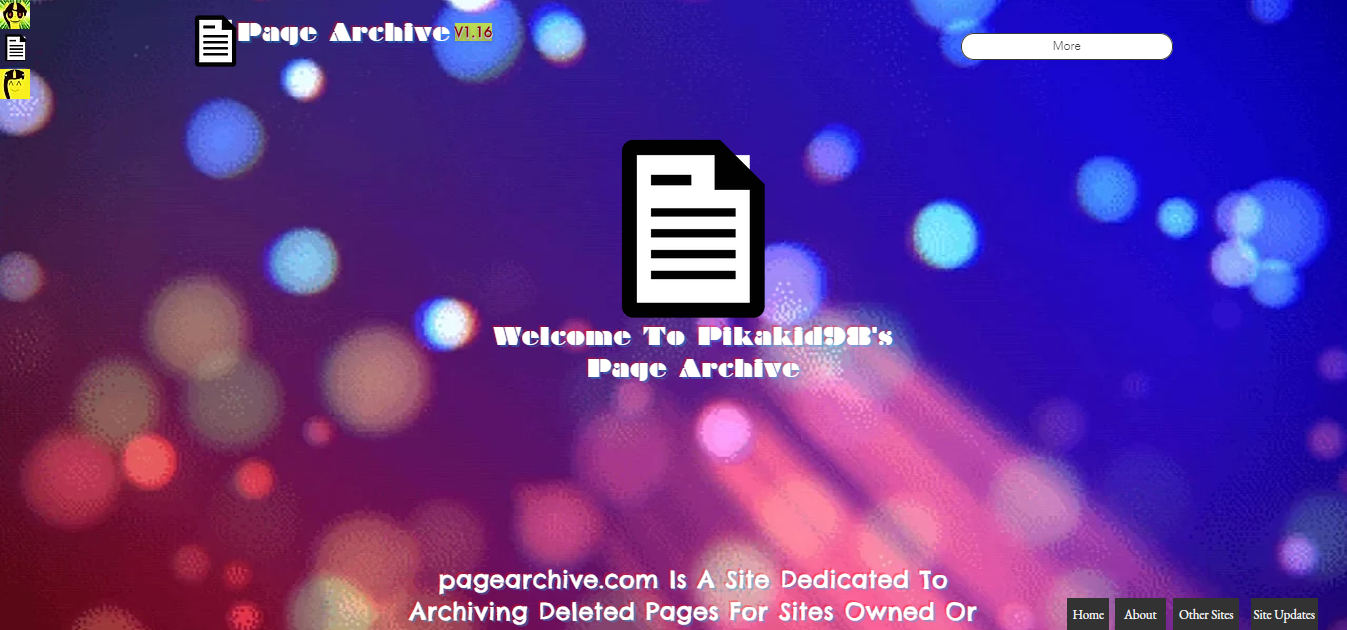 Page Archive V1.16
More
Welcome To Pikakid98's
Page Archive
pagearchive.com Is A Site Dedicated To
Archiving Deleted Pages For Sites Owned Or
Home About Other Sites Site Updates